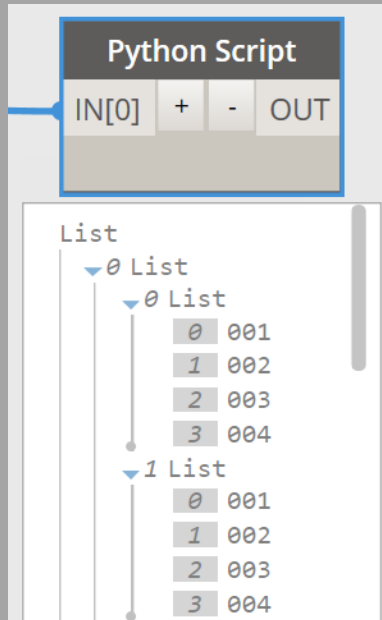 Python Script
IN[0] + - OUT
List
0 List
0 List
0 001
1 002
2 003
3 004
1 List
0 001
1 002
2 003
3 004